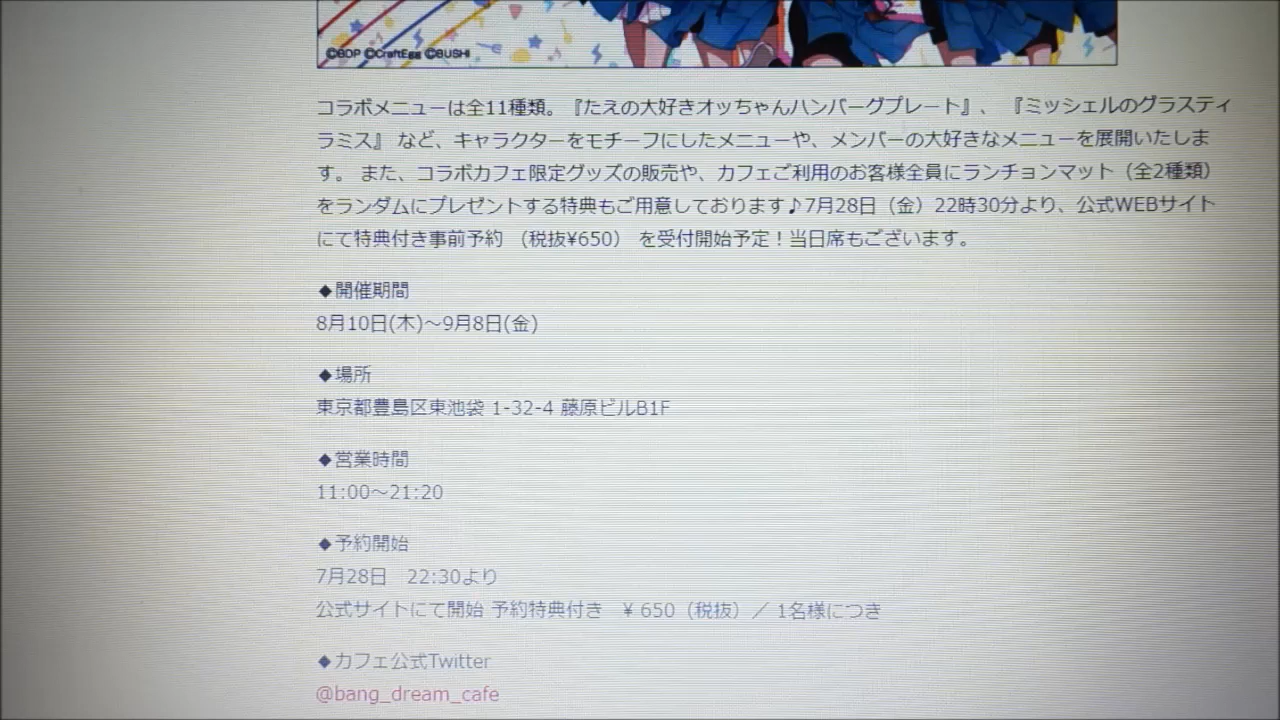 ©BDP ©CraftEgg ©BUSHI
コラボメニューは全11種類。『たえの大好きオッちゃんハンバーグプレート』、『ミッシェルのグラスティ
ラミス』 など、キャラクターをモチーフにしたメニューや、メンバーの大好きなメニューを展開いたしま
す。 また、コラボカフェ限定グッズの販売や、カフェご利用のお客様全員にランチョンマット（全2種類）
をランダムにプレゼントする特典もご用意しております♪7月28日（金）22時30分より、公式WEBサイト
にて特典付き事前予約 （税抜¥650） を受付開始予定！当日席もございます。
◆開催期間
8月10日(木)～9月8日(金)
◆場所
東京都豊島区東池袋 1-32-4 藤原ビルB1F
◆営業時間
11:00～21:20
◆予約開始
7月28日　22:30より
公式サイトにて開始 予約特典付き　¥ 650（税抜）／ 1名様につき
◆カフェ公式Twitter
@bang_dream_cafe